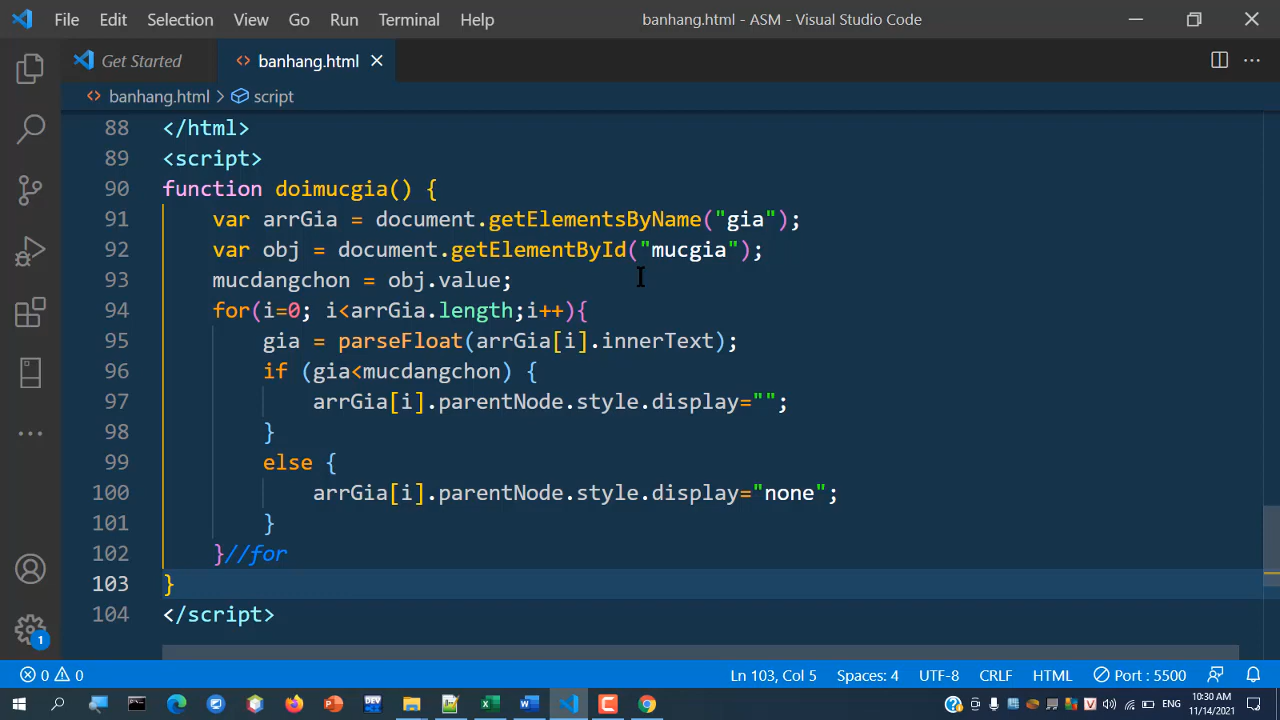 File Edit Selection View Go Run Terminal Help banhang.html - ASM - Visual Studio Code
Get Started banhang.html
banhang.html > script
88 </html>
89 <script>
90 function doimucgia() {
91 var arrGia = document.getElementsByName("gia");
92 var obj = document.getElementById("mucgia");
93 mucdangchon = obj.value;
94 for(i=0; i<arrGia.length;i++){
95 gia = parseFloat(arrGia[i].innerText);
96 if (gia<mucdangchon) {
97 arrGia[i].parentNode.style.display="";
98 }
99 else {
100 arrGia[i].parentNode.style.display="none";
101 }
102 }//for
103 }
104 </script>
1
0 0 Ln 103, Col 5 Spaces: 4 UTF-8 CRLF HTML Port : 5500
10:30 AM
11/14/2021